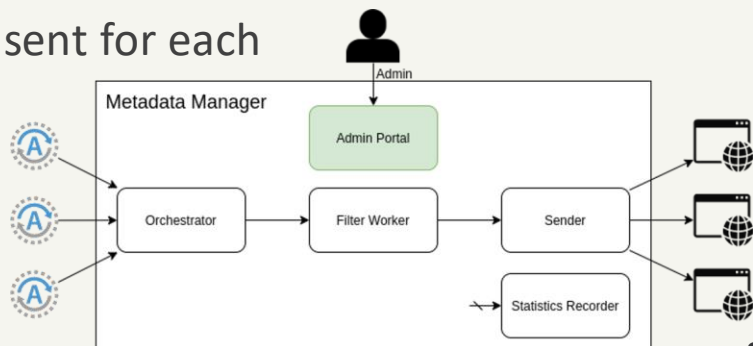 sent for each
Admin
Metadata Manager
Admin Portal
A
A
A
Orchestrator
Filter Worker
Sender
Statistics Recorder